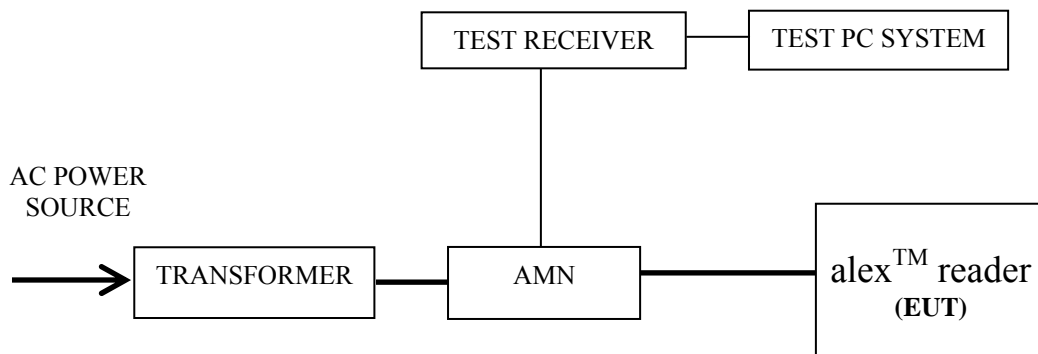 TEST RECEIVER
TEST PC SYSTEM
AC POWER
SOURCE
TRANSFORMER
AMN
alex™ reader
(EUT)